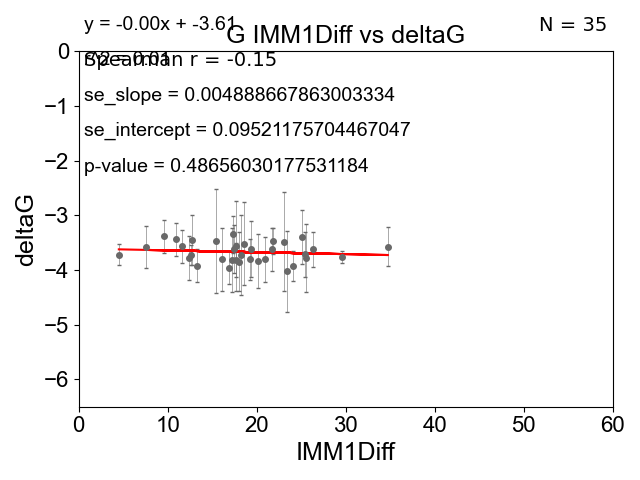 y = -0.00x + -3.61
N = 35
G IMM1Diff vs deltaG
Spearman r = -0.15
se_slope = 0.004888667863003334
se_intercept = 0.09521175704467047
p-value = 0.48656030177531184
deltaG
0
−1
−2
−3
−4
−5
−6
0 10 20 30 40 50 60
IMM1Diff